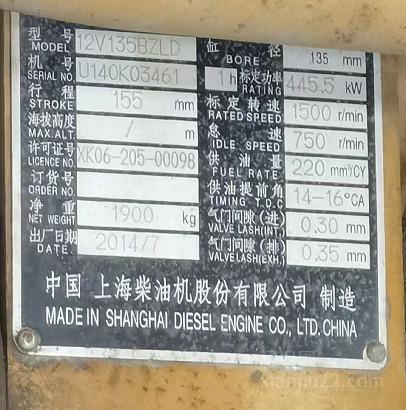 型 号 12V135BZLD 缸 径 135 mm
MODEL BORE
机 号 U140K03461 1h 标定功率 445.5 kW
SERIAL NO. RATING
行 程 155 mm 标 定 转 速 1500 r/min
STROKE RATED SPEED
海拔高度 / m 怠 速 750 r/min
MAX.ALT. IDLE SPEED
许可证号 XK06-205-00098 供 油 量 220 mm³/CY
LICENCE NO. FUEL RATE
订货号 供油提前角 14-16°CA
ORDER NO. TIMING T.D.C
净 重 1900 kg 气门间隙(进) 0.30 mm
NET WEIGHT VALVE LASH(INT.)
出厂日期 2014/7 气门间隙(排) 0.35 mm
DATE. VALVE LASH(EXH.)
中国 上海柴油机股份有限公司 制造
MADE IN SHANGHAI DIESEL ENGINE CO., LTD. CHINA